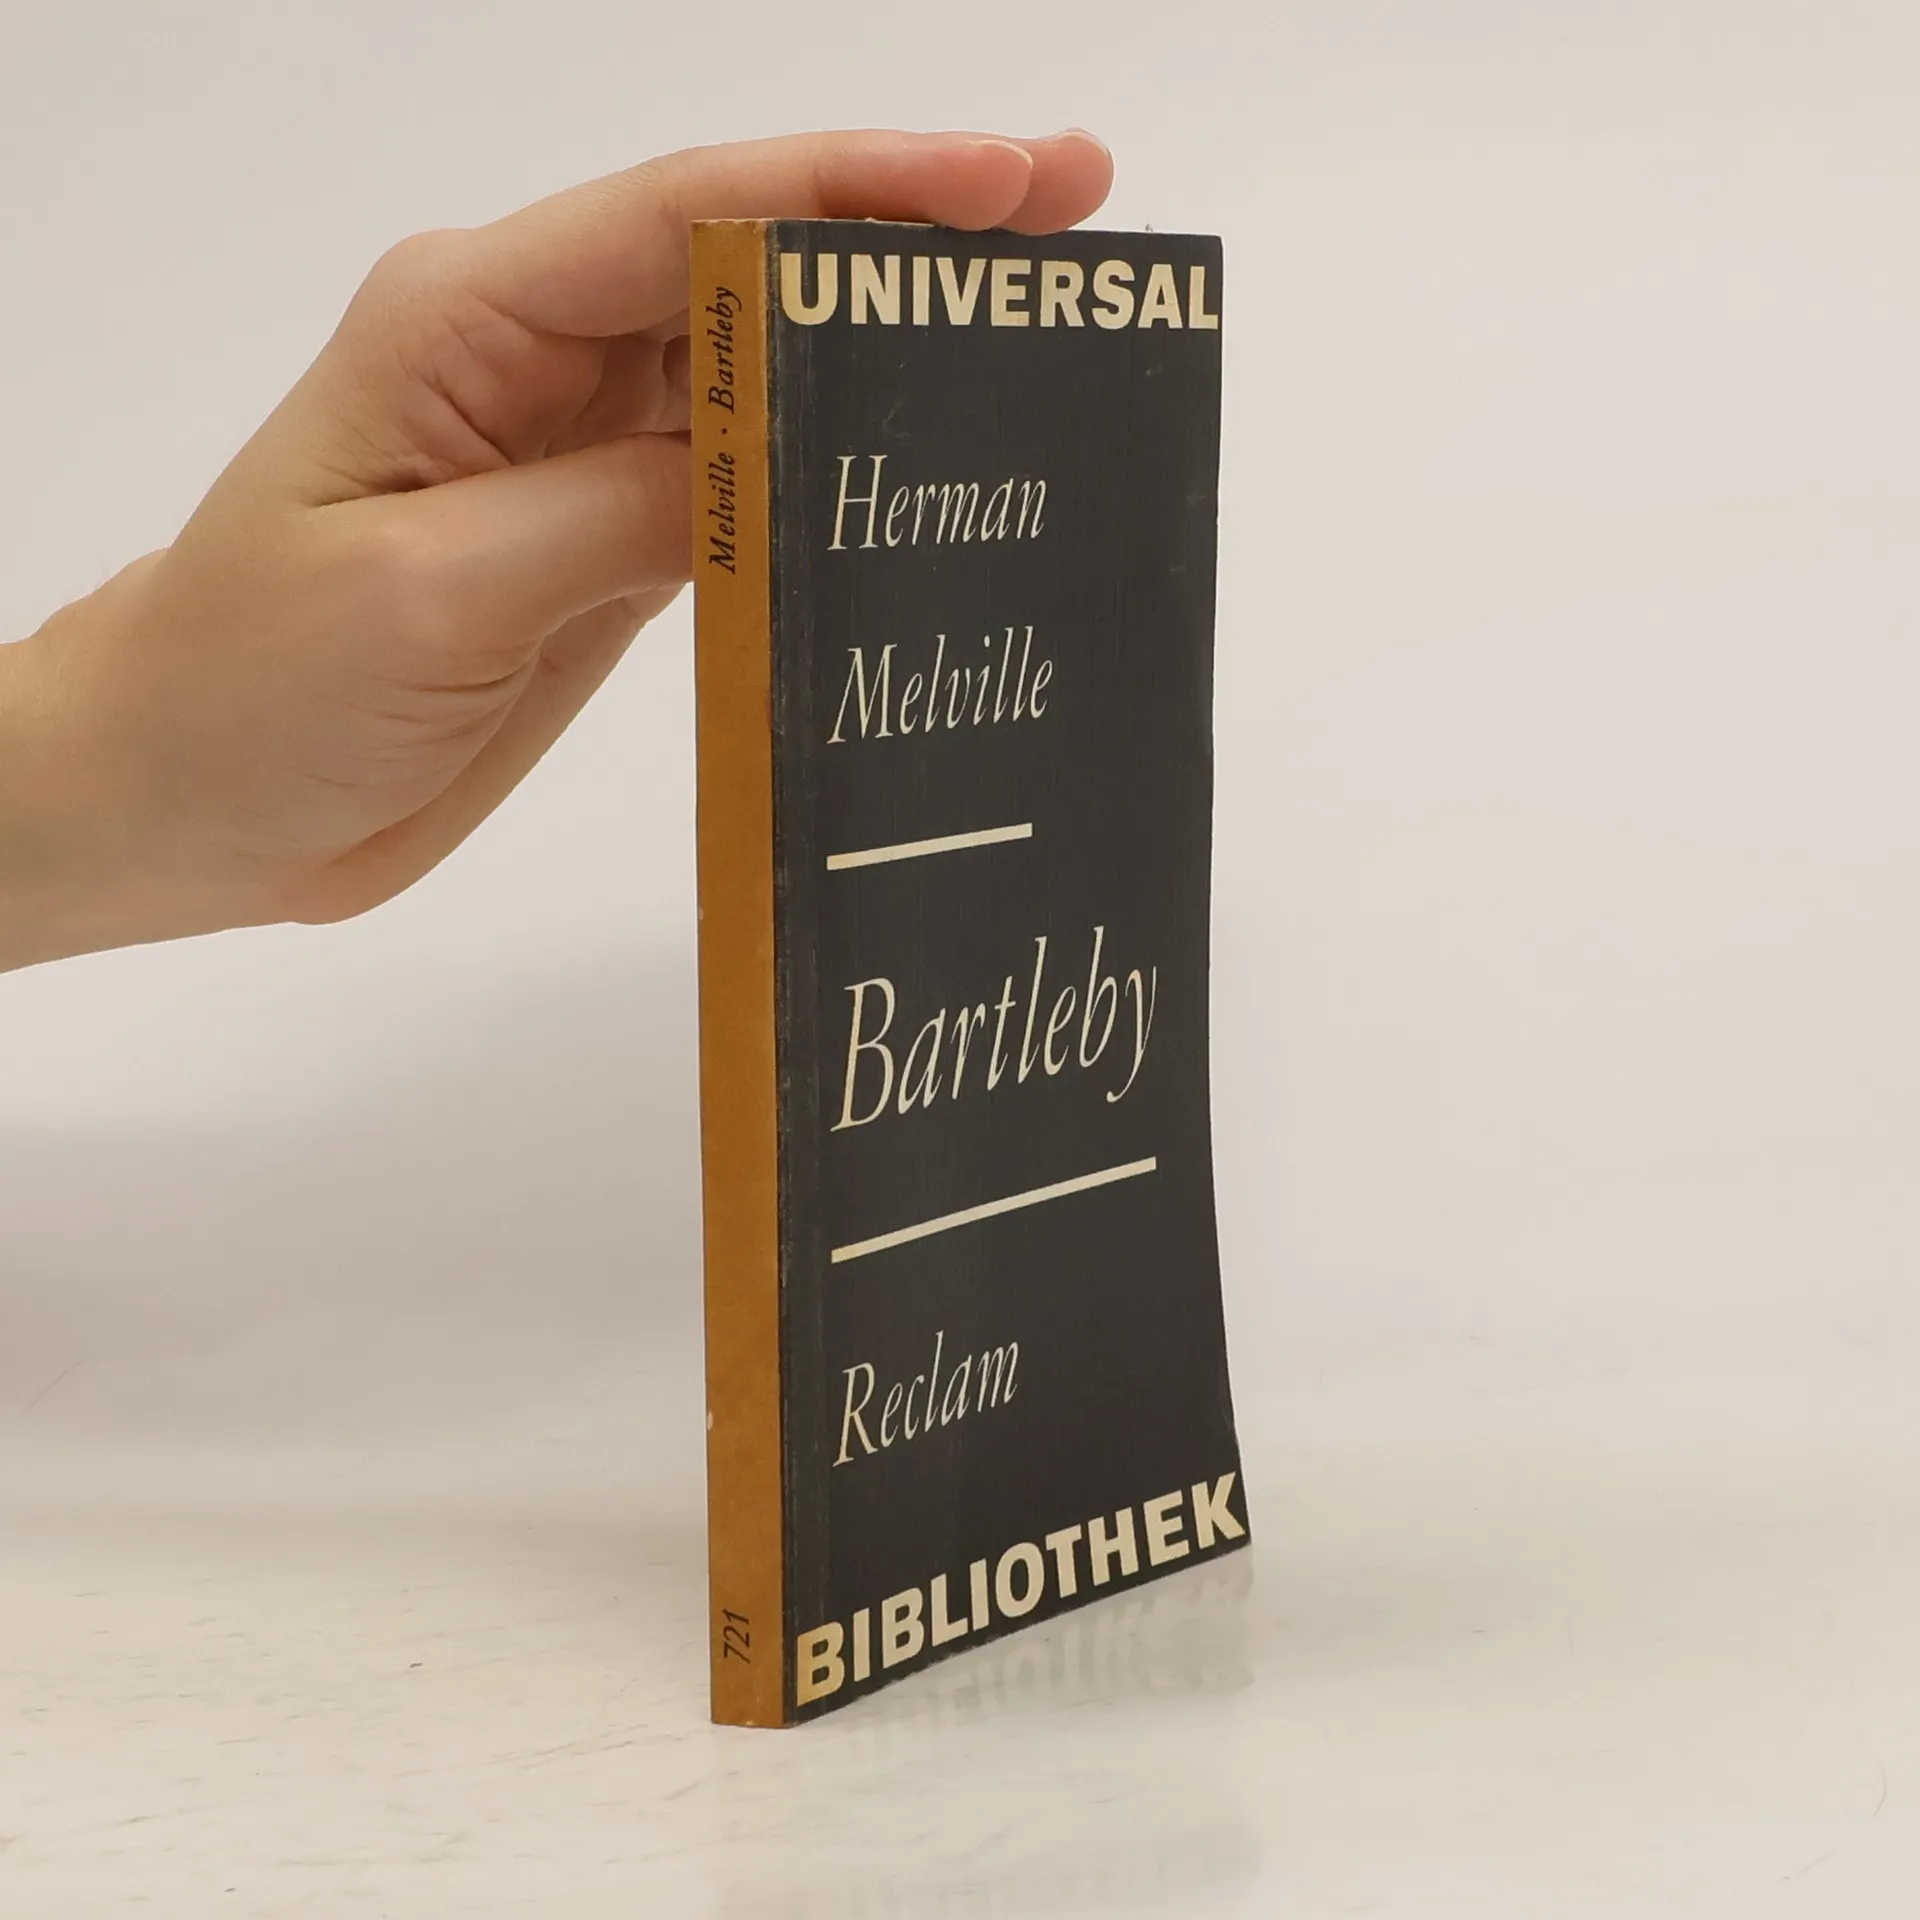 Melville · Bartleby
721
UNIVERSAL
Herman
Melville
Bartleby
Reclam
BIBLIOTHEK